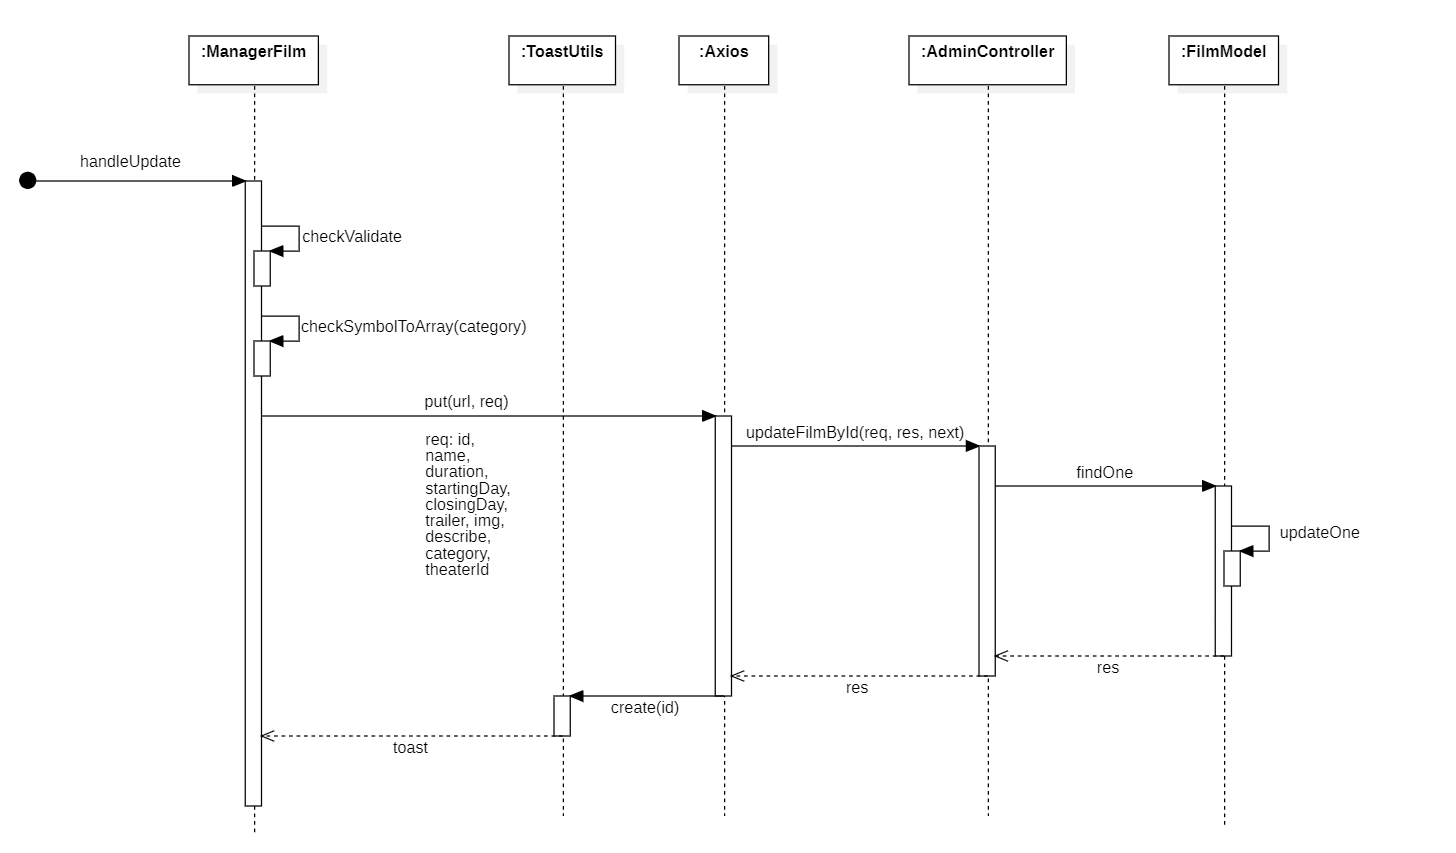 :ManagerFilm
:ToastUtils
:Axios
:AdminController
:FilmModel
handleUpdate
checkValidate
checkSymbolToArray(category)
put(url, req)
req: id,
name,
duration,
startingDay,
closingDay,
trailer, img,
describe,
category,
theaterId
updateFilmById(req, res, next)
findOne
updateOne
res
res
create(id)
toast